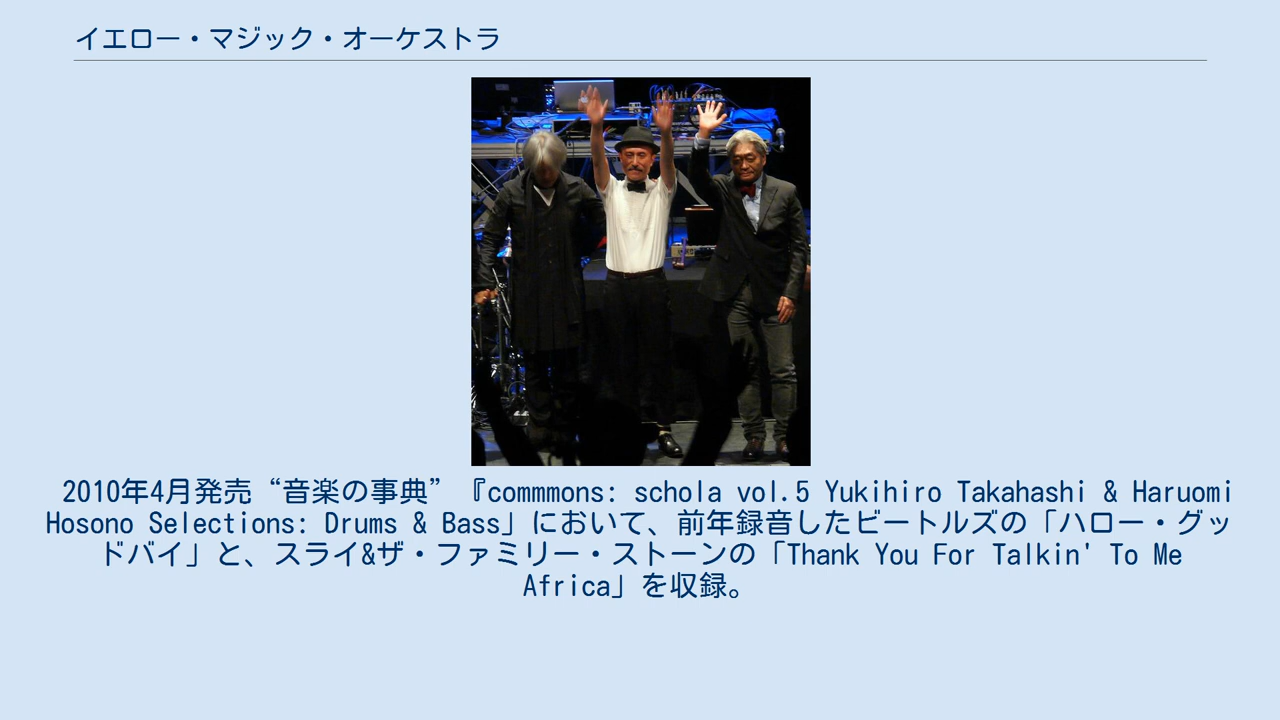 イエロー・マジック・オーケストラ
2010年4月発売“音楽の事典” 『commmons: schola vol.5 Yukihiro Takahashi & Haruomi
Hosono Selections: Drums & Bass」において、前年録音したビートルズの「ハロー・グッ
ドバイ」と、スライ&ザ・ファミリー・ストーンの「Thank You For Talkin' To Me
Africa」を収録。